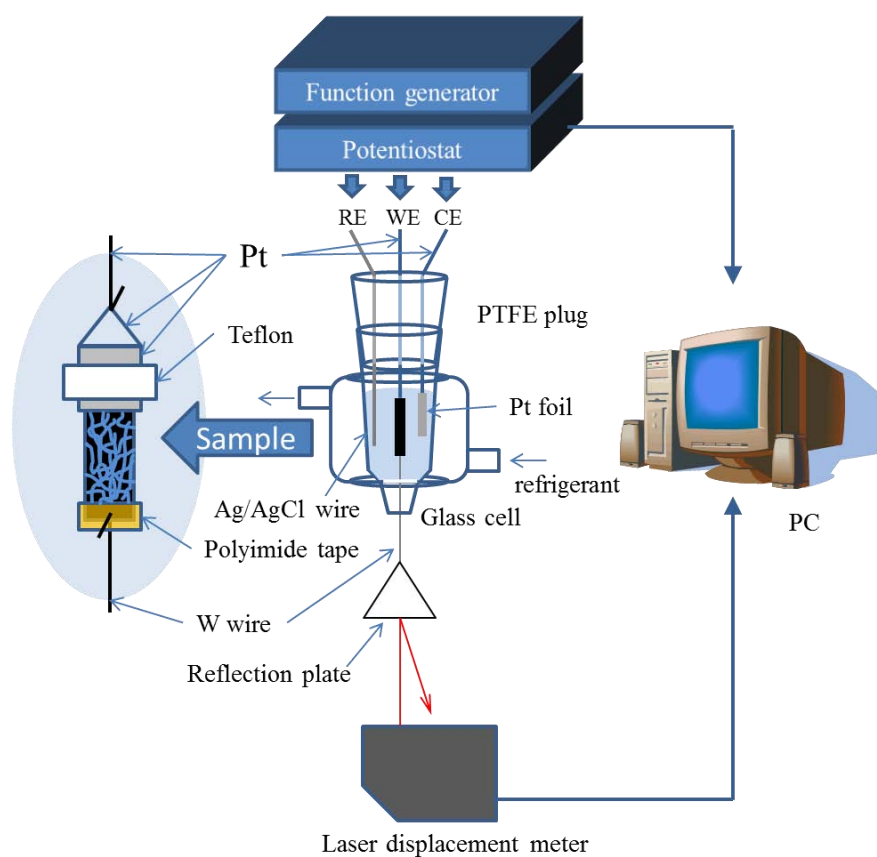 Function generator
Potentiostat
RE WE CE
Pt
PTFE plug
Teflon
Pt foil
Sample
refrigerant
Ag/AgCl wire
Glass cell
PC
Polyimide tape
W wire
Reflection plate
Laser displacement meter